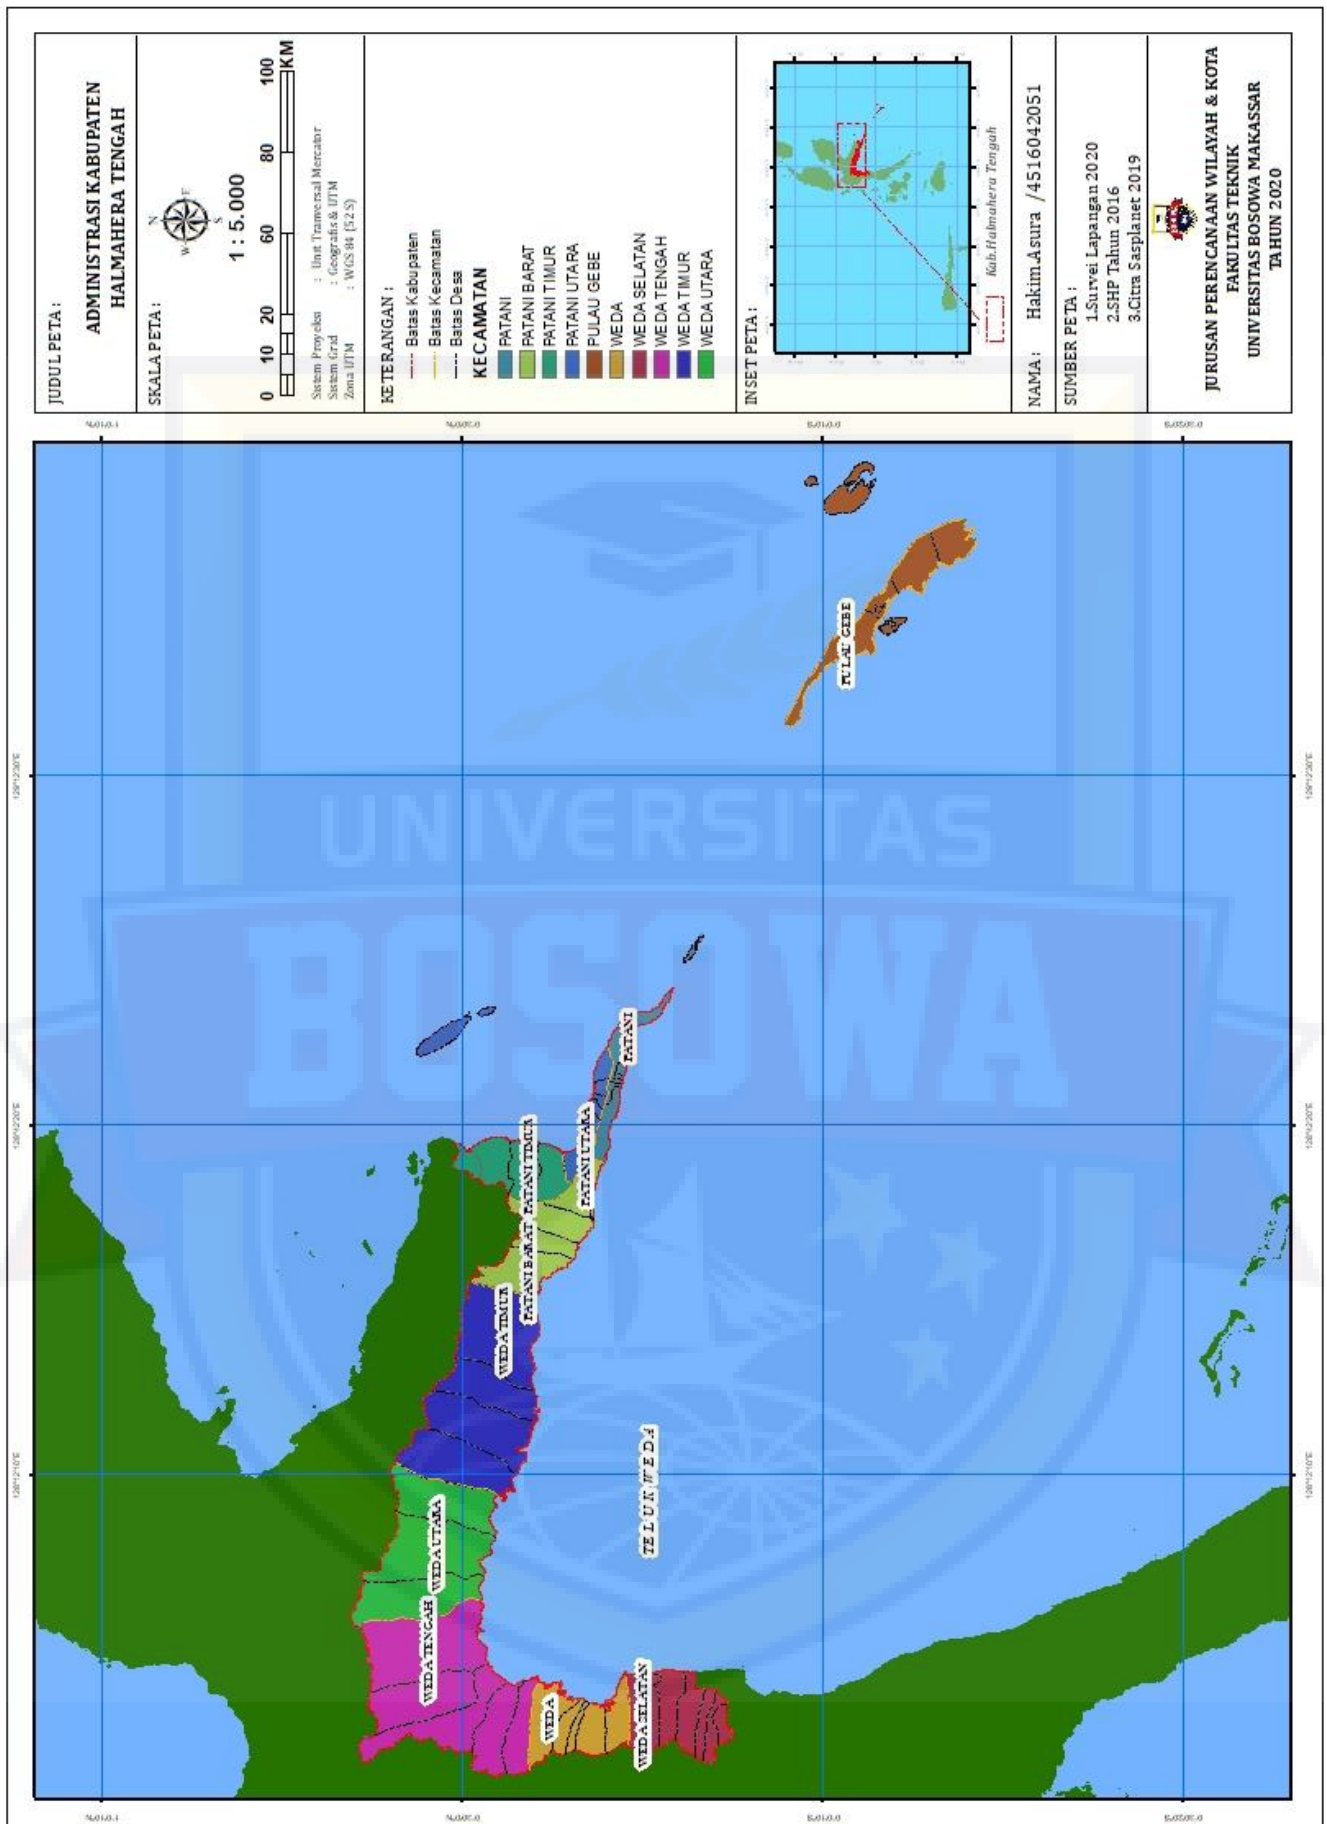 JUDUL PETA :
ADMINISTRASI KABUPATEN
HALMAHERA TENGAH
SKALA PETA :
N
E
S
W
1 : 5.000
0 10 20 40 60 80 100
KM
Sistem Proyeksi : Unit Tranversal Mercator
Sistem Grid : Geografis & UTM
Zona UTM : WGS 84 (52 S)
KETERANGAN :
Batas Kabupaten
Batas Kecamatan
Batas Desa
KECAMATAN
PATANI
PATANI BARAT
PATANI TIMUR
PATANI UTARA
PULAU GEBE
WEDA
WEDA SELATAN
WEDA TENGAH
WEDA TIMUR
WEDA UTARA
INSET PETA :
Kab.Halmahera Tengah
NAMA : Hakim.Asura /4516042051
SUMBER PETA :
1.Survei Lapangan 2020
2.SHP Tahun 2016
3.Citra Sasplanet 2019
JURUSAN PERENCANAAN WILAYAH & KOTA
FAKULTAS TEKNIK
UNIVERSITAS BOSOWA MAKASSAR
TAHUN 2020
WEDA TENGAH
WEDA UTARA
WEDA TIMUR
PATANI BARAT
PATANI TIMUR
PATANI UTARA
PATANI
PULAU GEBE
WEDA
WEDA SELATAN
TELUK WEDA
UNIVERSITAS
BOSOWA